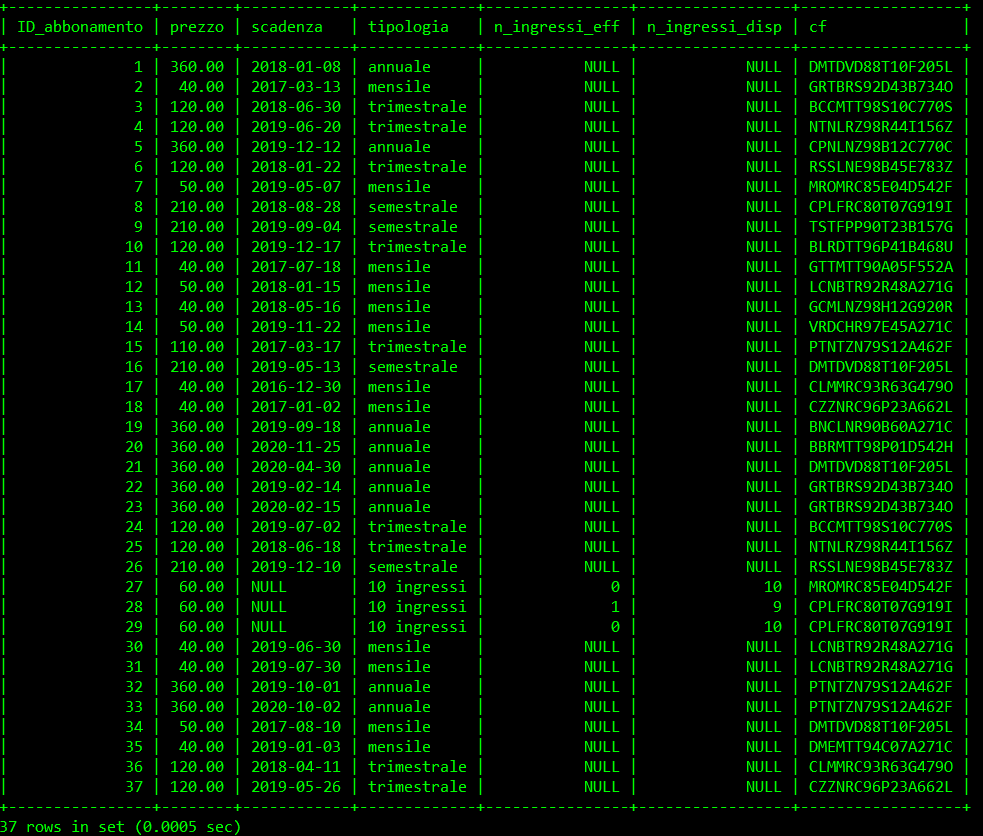 +----------------+--------+------------+-------------+----------------+-----------------+------------------+
| ID_abbonamento | prezzo | scadenza   | tipologia   | n_ingressi_eff | n_ingressi_disp | cf               |
+----------------+--------+------------+-------------+----------------+-----------------+------------------+
|              1 | 360.00 | 2018-01-08 | annuale     |           NULL |            NULL | DMTDVD88T10F205L |
|              2 |  40.00 | 2017-03-13 | mensile     |           NULL |            NULL | GRTBRS92D43B734O |
|              3 | 120.00 | 2018-06-30 | trimestrale |           NULL |            NULL | BCCMTT98S10C770S |
|              4 | 120.00 | 2019-06-20 | trimestrale |           NULL |            NULL | NTNLRZ98R44I156Z |
|              5 | 360.00 | 2019-12-12 | annuale     |           NULL |            NULL | CPNLNZ98B12C770C |
|              6 | 120.00 | 2018-01-22 | trimestrale |           NULL |            NULL | RSSLNE98B45E783Z |
|              7 |  50.00 | 2019-05-07 | mensile     |           NULL |            NULL | MROMRC85E04D542F |
|              8 | 210.00 | 2018-08-28 | semestrale  |           NULL |            NULL | CPLFRC80T07G919I |
|              9 | 210.00 | 2019-09-04 | semestrale  |           NULL |            NULL | TSTFPP90T23B157G |
|             10 | 120.00 | 2019-12-17 | trimestrale |           NULL |            NULL | BLRDTT96P41B468U |
|             11 |  40.00 | 2017-07-18 | mensile     |           NULL |            NULL | GTTMTT90A05F552A |
|             12 |  50.00 | 2018-01-15 | mensile     |           NULL |            NULL | LCNBTR92R48A271G |
|             13 |  40.00 | 2018-05-16 | mensile     |           NULL |            NULL | GCMLNZ98H12G920R |
|             14 |  50.00 | 2019-11-22 | mensile     |           NULL |            NULL | VRDCHR97E45A271C |
|             15 | 110.00 | 2017-03-17 | trimestrale |           NULL |            NULL | PTNTZN79S12A462F |
|             16 | 210.00 | 2019-05-13 | semestrale  |           NULL |            NULL | DMTDVD88T10F205L |
|             17 |  40.00 | 2016-12-30 | mensile     |           NULL |            NULL | CLMMRC93R63G479O |
|             18 |  40.00 | 2017-01-02 | mensile     |           NULL |            NULL | CZZNRC96P23A662L |
|             19 | 360.00 | 2019-09-18 | annuale     |           NULL |            NULL | BNCLNR90B60A271C |
|             20 | 360.00 | 2020-11-25 | annuale     |           NULL |            NULL | BBRMTT98P01D542H |
|             21 | 360.00 | 2020-04-30 | annuale     |           NULL |            NULL | DMTDVD88T10F205L |
|             22 | 360.00 | 2019-02-14 | annuale     |           NULL |            NULL | GRTBRS92D43B734O |
|             23 | 360.00 | 2020-02-15 | annuale     |           NULL |            NULL | GRTBRS92D43B734O |
|             24 | 120.00 | 2019-07-02 | trimestrale |           NULL |            NULL | BCCMTT98S10C770S |
|             25 | 120.00 | 2018-06-18 | trimestrale |           NULL |            NULL | NTNLRZ98R44I156Z |
|             26 | 210.00 | 2019-12-10 | semestrale  |           NULL |            NULL | RSSLNE98B45E783Z |
|             27 |  60.00 | NULL       | 10 ingressi |              0 |              10 | MROMRC85E04D542F |
|             28 |  60.00 | NULL       | 10 ingressi |              1 |               9 | CPLFRC80T07G919I |
|             29 |  60.00 | NULL       | 10 ingressi |              0 |              10 | CPLFRC80T07G919I |
|             30 |  40.00 | 2019-06-30 | mensile     |           NULL |            NULL | LCNBTR92R48A271G |
|             31 |  40.00 | 2019-07-30 | mensile     |           NULL |            NULL | LCNBTR92R48A271G |
|             32 | 360.00 | 2019-10-01 | annuale     |           NULL |            NULL | PTNTZN79S12A462F |
|             33 | 360.00 | 2020-10-02 | annuale     |           NULL |            NULL | PTNTZN79S12A462F |
|             34 |  50.00 | 2017-08-10 | mensile     |           NULL |            NULL | DMTDVD88T10F205L |
|             35 |  40.00 | 2019-01-03 | mensile     |           NULL |            NULL | DMEMTT94C07A271C |
|             36 | 120.00 | 2018-04-11 | trimestrale |           NULL |            NULL | CLMMRC93R63G479O |
|             37 | 120.00 | 2019-05-26 | trimestrale |           NULL |            NULL | CZZNRC96P23A662L |
+----------------+--------+------------+-------------+----------------+-----------------+------------------+
37 rows in set (0.0005 sec)